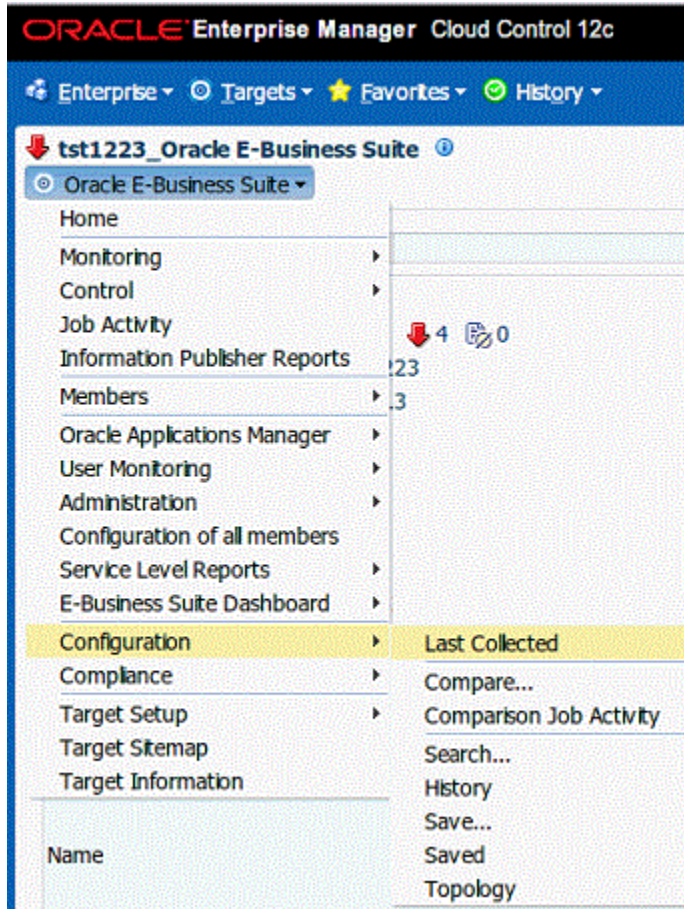 ORACLE Enterprise Manager Cloud Control 12c
Enterprise Targets Favorites History
tst1223_Oracle E-Business Suite
Oracle E-Business Suite
Home
Monitoring
Control
Job Activity
4 0
Information Publisher Reports
223
Members
.3
Oracle Applications Manager
User Monitoring
Administration
Configuration of all members
Service Level Reports
E-Business Suite Dashboard
Configuration
Last Collected
Compliance
Compare...
Target Setup
Comparison Job Activity
Target Sitemap
Search...
Target Information
History
Save...
Name
Saved
Topology